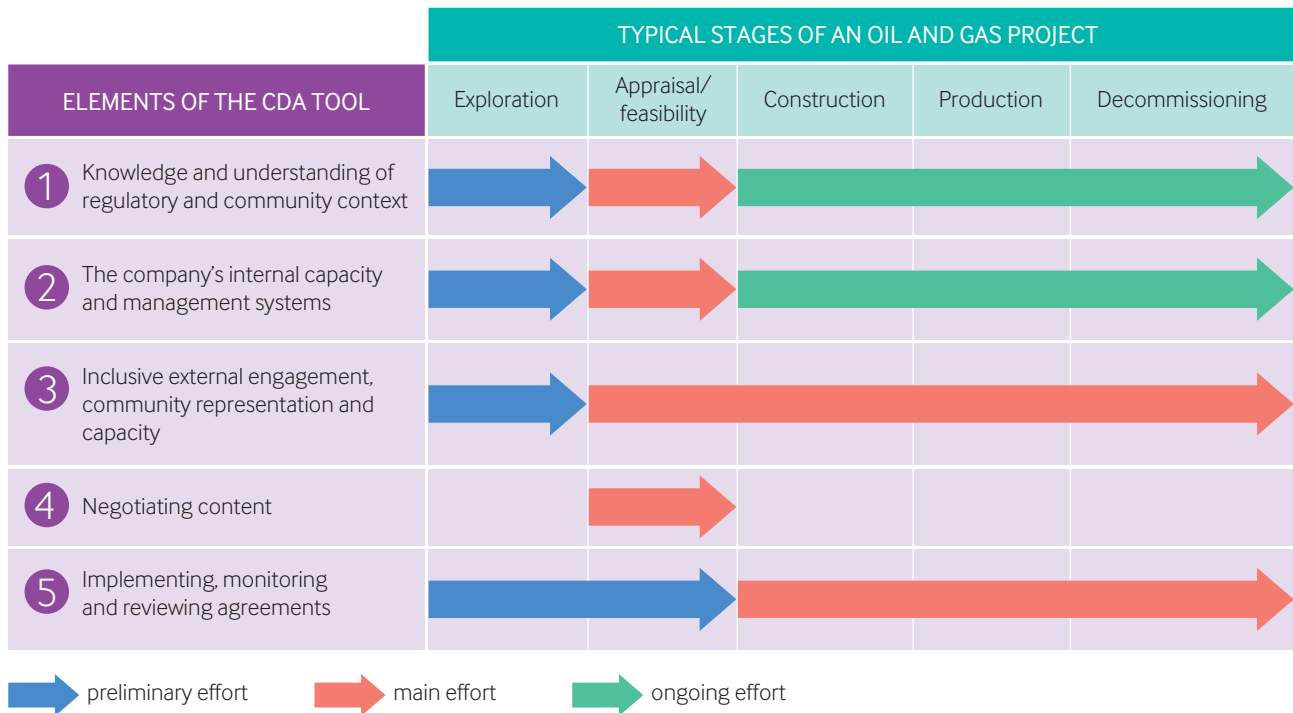 TYPICAL STAGES OF AN OIL AND GAS PROJECT
ELEMENTS OF THE CDA TOOL
Exploration
Appraisal/
feasibility
Construction
Production
Decommissioning
1
Knowledge and understanding of
regulatory and community context
2
The company's internal capacity
and management systems
3
Inclusive external engagement,
community representation and
capacity
4
Negotiating content
5
Implementing, monitoring
and reviewing agreements
preliminary effort
main effort
ongoing effort